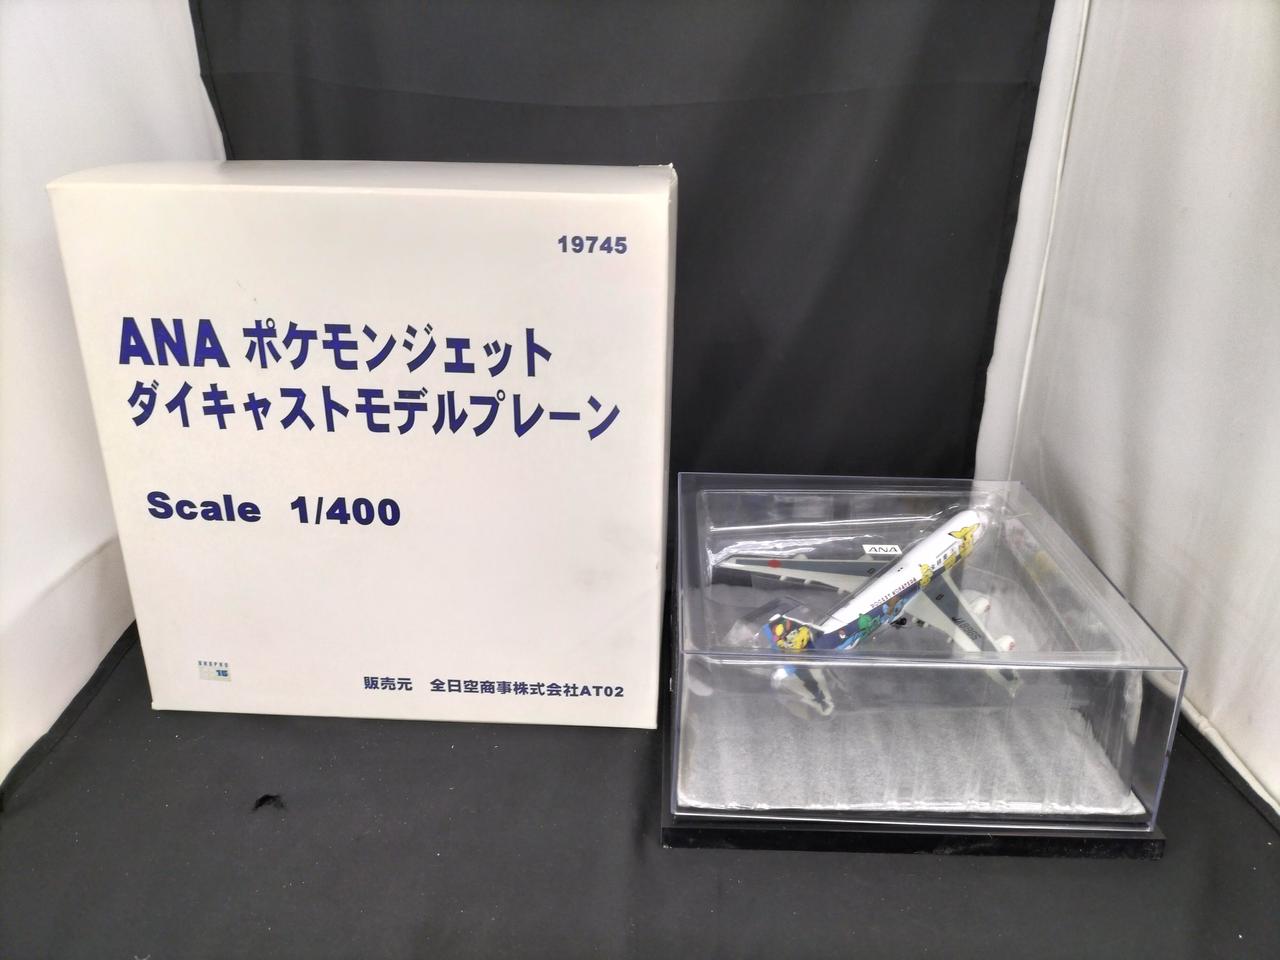 19745
ANA ポケモンジェット
ダイキャストモデルプレーン
Scale 1/400
販売元 全日空商事株式会社AT02
ANA